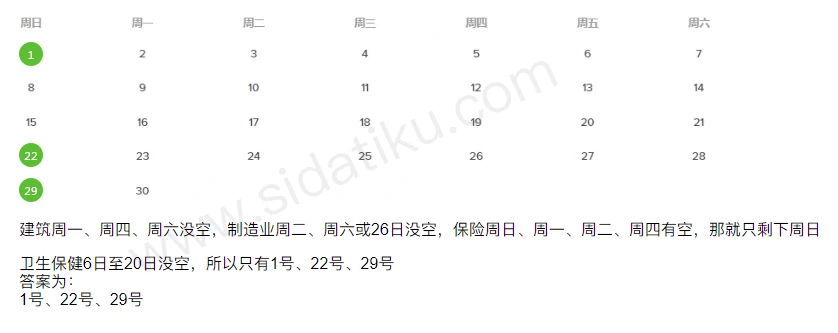 周日 周一 周二 周三 周四 周五 周六
1 2 3 4 5 6 7
8 9 10 11 12 13 14
15 16 17 18 19 20 21
22 23 24 25 26 27 28
29 30
建筑周一、周四、周六没空，制造业周二、周六或26日没空，保险周日、周一、周二、周四有空，那就只剩下周日
卫生保健6日至20日没空，所以只有1号、22号、29号
答案为：
1号、22号、29号
www.sidatiku.com